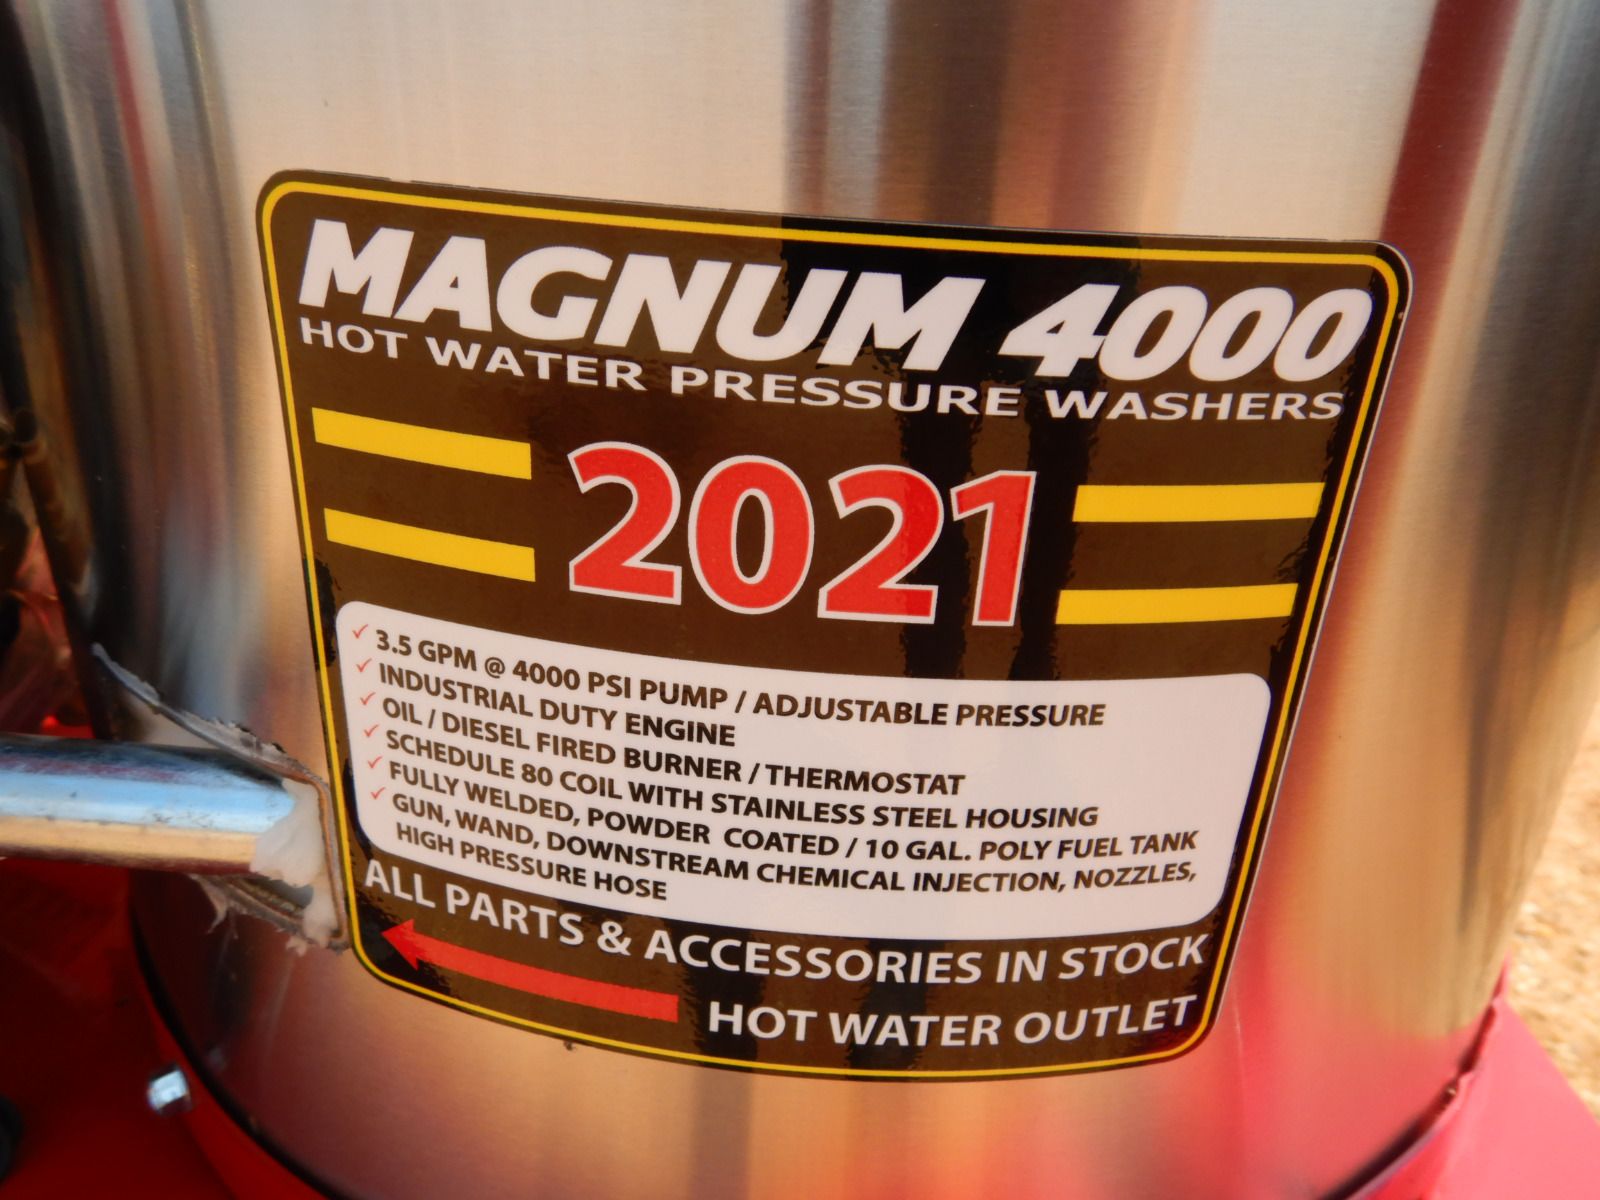 MAGNUM 4000
HOT WATER PRESSURE WASHERS
2021
✓ 3.5 GPM @ 4000 PSI PUMP / ADJUSTABLE PRESSURE
✓ INDUSTRIAL DUTY ENGINE
✓ OIL / DIESEL FIRED BURNER / THERMOSTAT
✓ SCHEDULE 80 COIL WITH STAINLESS STEEL HOUSING
✓ FULLY WELDED, POWDER COATED / 10 GAL. POLY FUEL TANK
✓ GUN, WAND, DOWNSTREAM CHEMICAL INJECTION, NOZZLES,
HIGH PRESSURE HOSE
ALL PARTS & ACCESSORIES IN STOCK
HOT WATER OUTLET